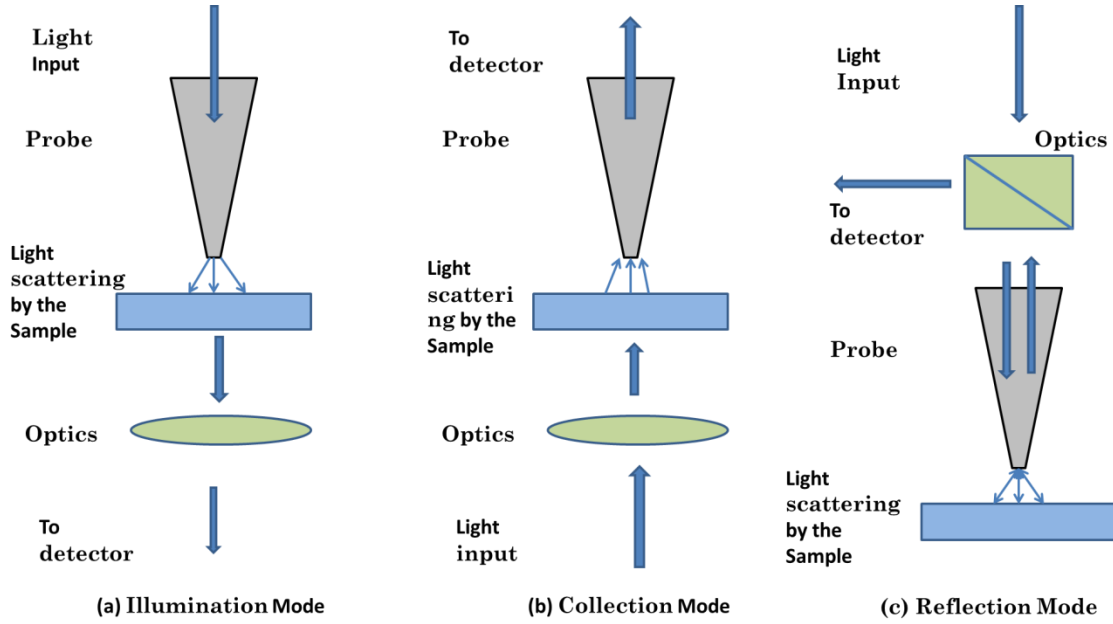 Light
Input
Probe
Light
scattering
by the
Sample
Optics
To
detector
(a) Illumination Mode
To
detector
Probe
Light
scatteri
ng by the
Sample
Optics
Light
input
(b) Collection Mode
Light
Input
Optics
To
detector
Probe
Light
scattering
by the
Sample
(c) Reflection Mode